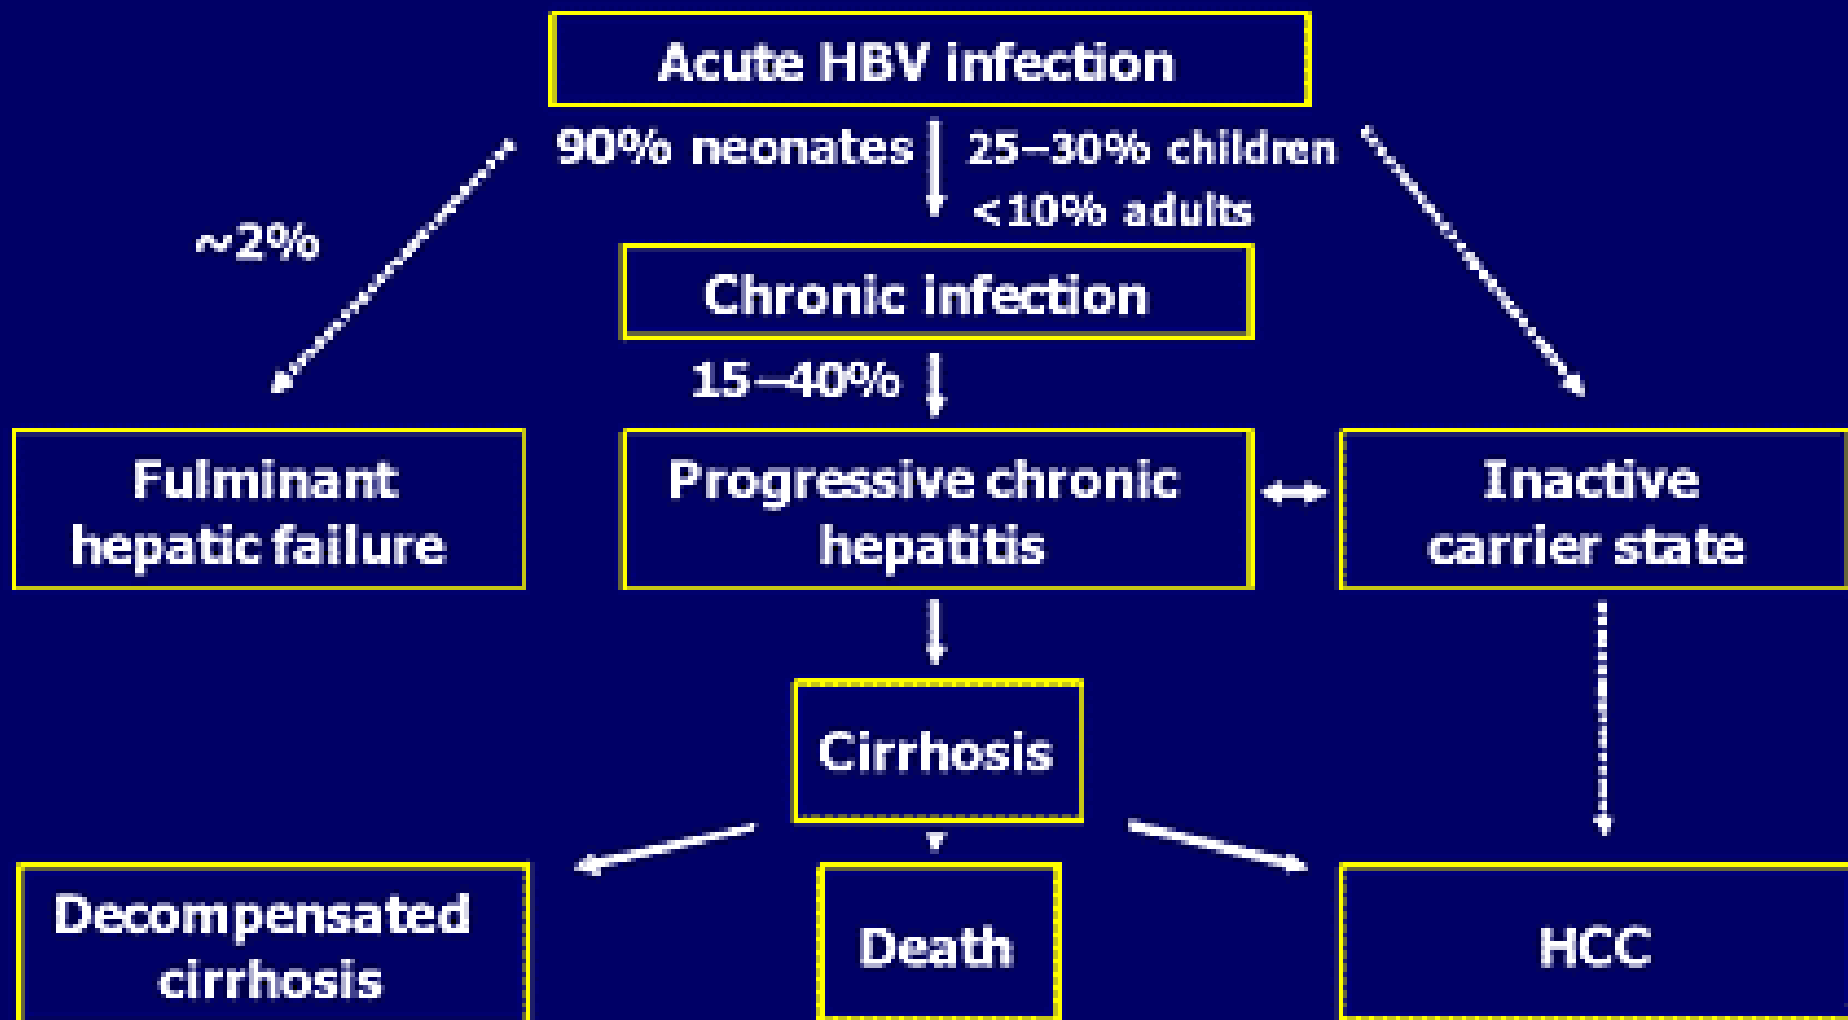 Acute HBV infection
90% neonates
25–30% children
<10% adults
~2%
Chronic infection
15–40%
Fulminant
hepatic failure
Progressive chronic
hepatitis
Inactive
carrier state
Cirrhosis
Decompensated
cirrhosis
Death
HCC